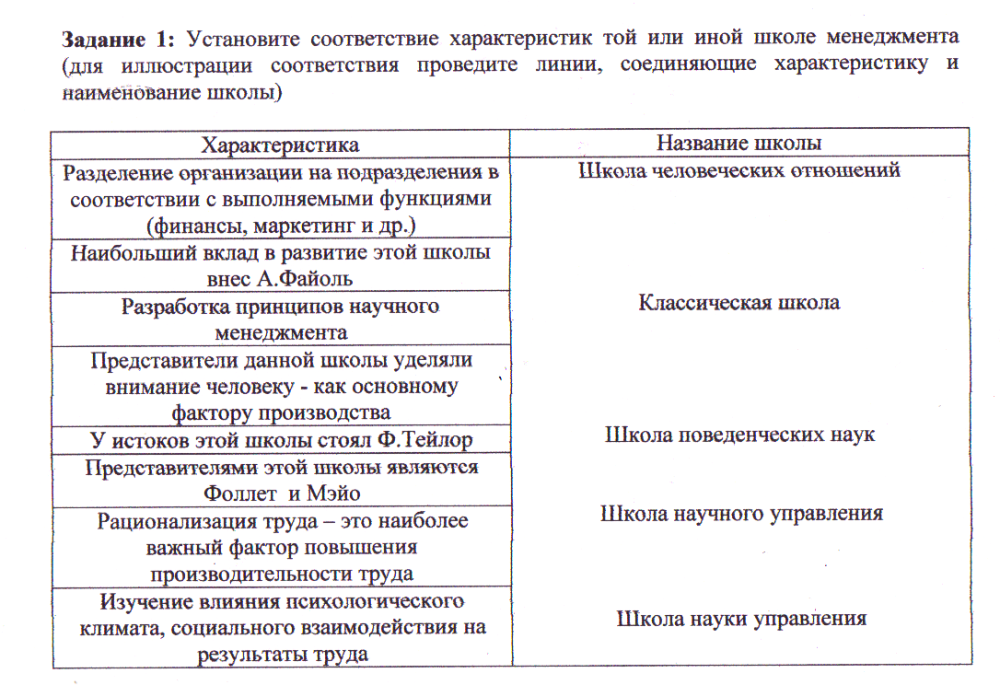 Задание 1: Установите соответствие характеристик той или иной школе менеджмента
(для иллюстрации соответствия проведите линии, соединяющие характеристику и
наименование школы)
Характеристика
Название школы
Разделение организации на подразделения в
соответствии с выполняемыми функциями
(финансы, маркетинг и др.)
Наибольший вклад в развитие этой школы
внес А.Файоль
Разработка принципов научного
менеджмента
Представители данной школы уделяли
внимание человеку - как основному
фактору производства
У истоков этой школы стоял Ф.Тейлор
Представителями этой школы являются
Фоллет и Мэйо
Рационализация труда – это наиболее
важный фактор повышения
производительности труда
Изучение влияния психологического
климата, социального взаимодействия на
результаты труда
Школа человеческих отношений
Классическая школа
Школа поведенческих наук
Школа научного управления
Школа науки управления